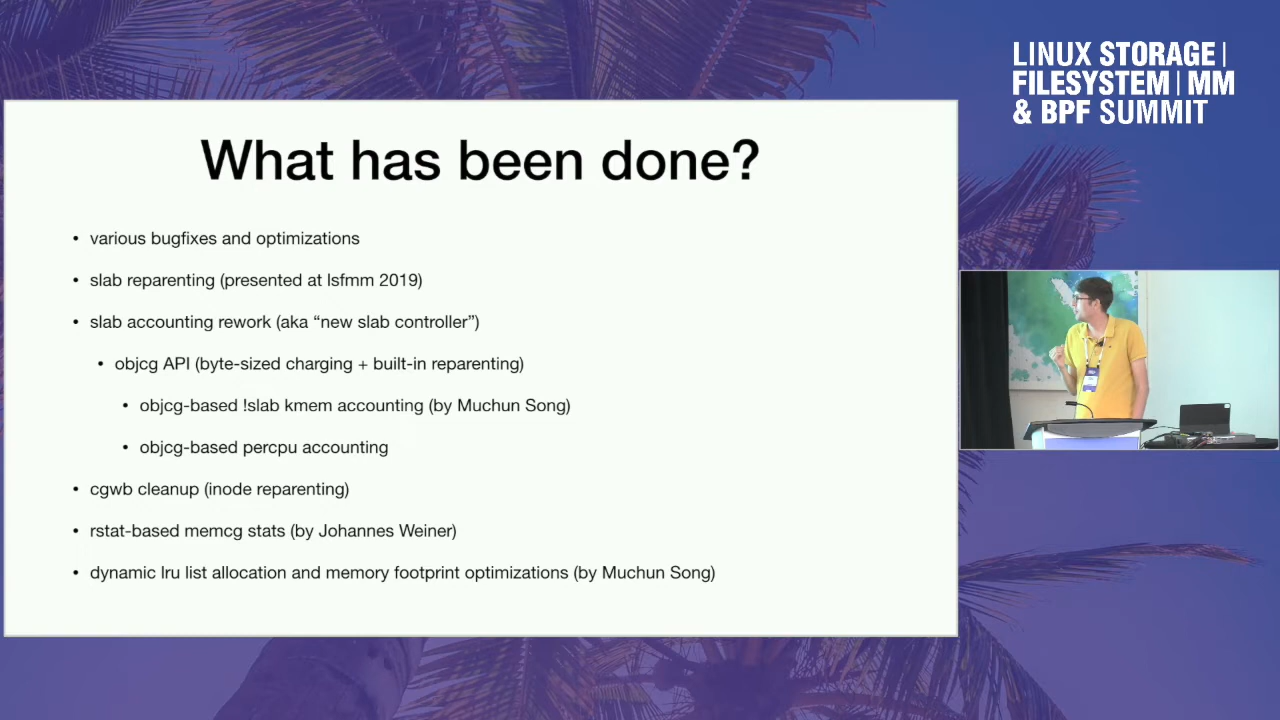 LINUX STORAGE |
FILESYSTEM | MM
& BPF SUMMIT
What has been done?
• various bugfixes and optimizations
• slab reparenting (presented at lsfmm 2019)
• slab accounting rework (aka “new slab controller”)
• objcg API (byte-sized charging + built-in reparenting)
• objcg-based !slab kmem accounting (by Muchun Song)
• objcg-based percpu accounting
• cgwb cleanup (inode reparenting)
• rstat-based memcg stats (by Johannes Weiner)
• dynamic lru list allocation and memory footprint optimizations (by Muchun Song)